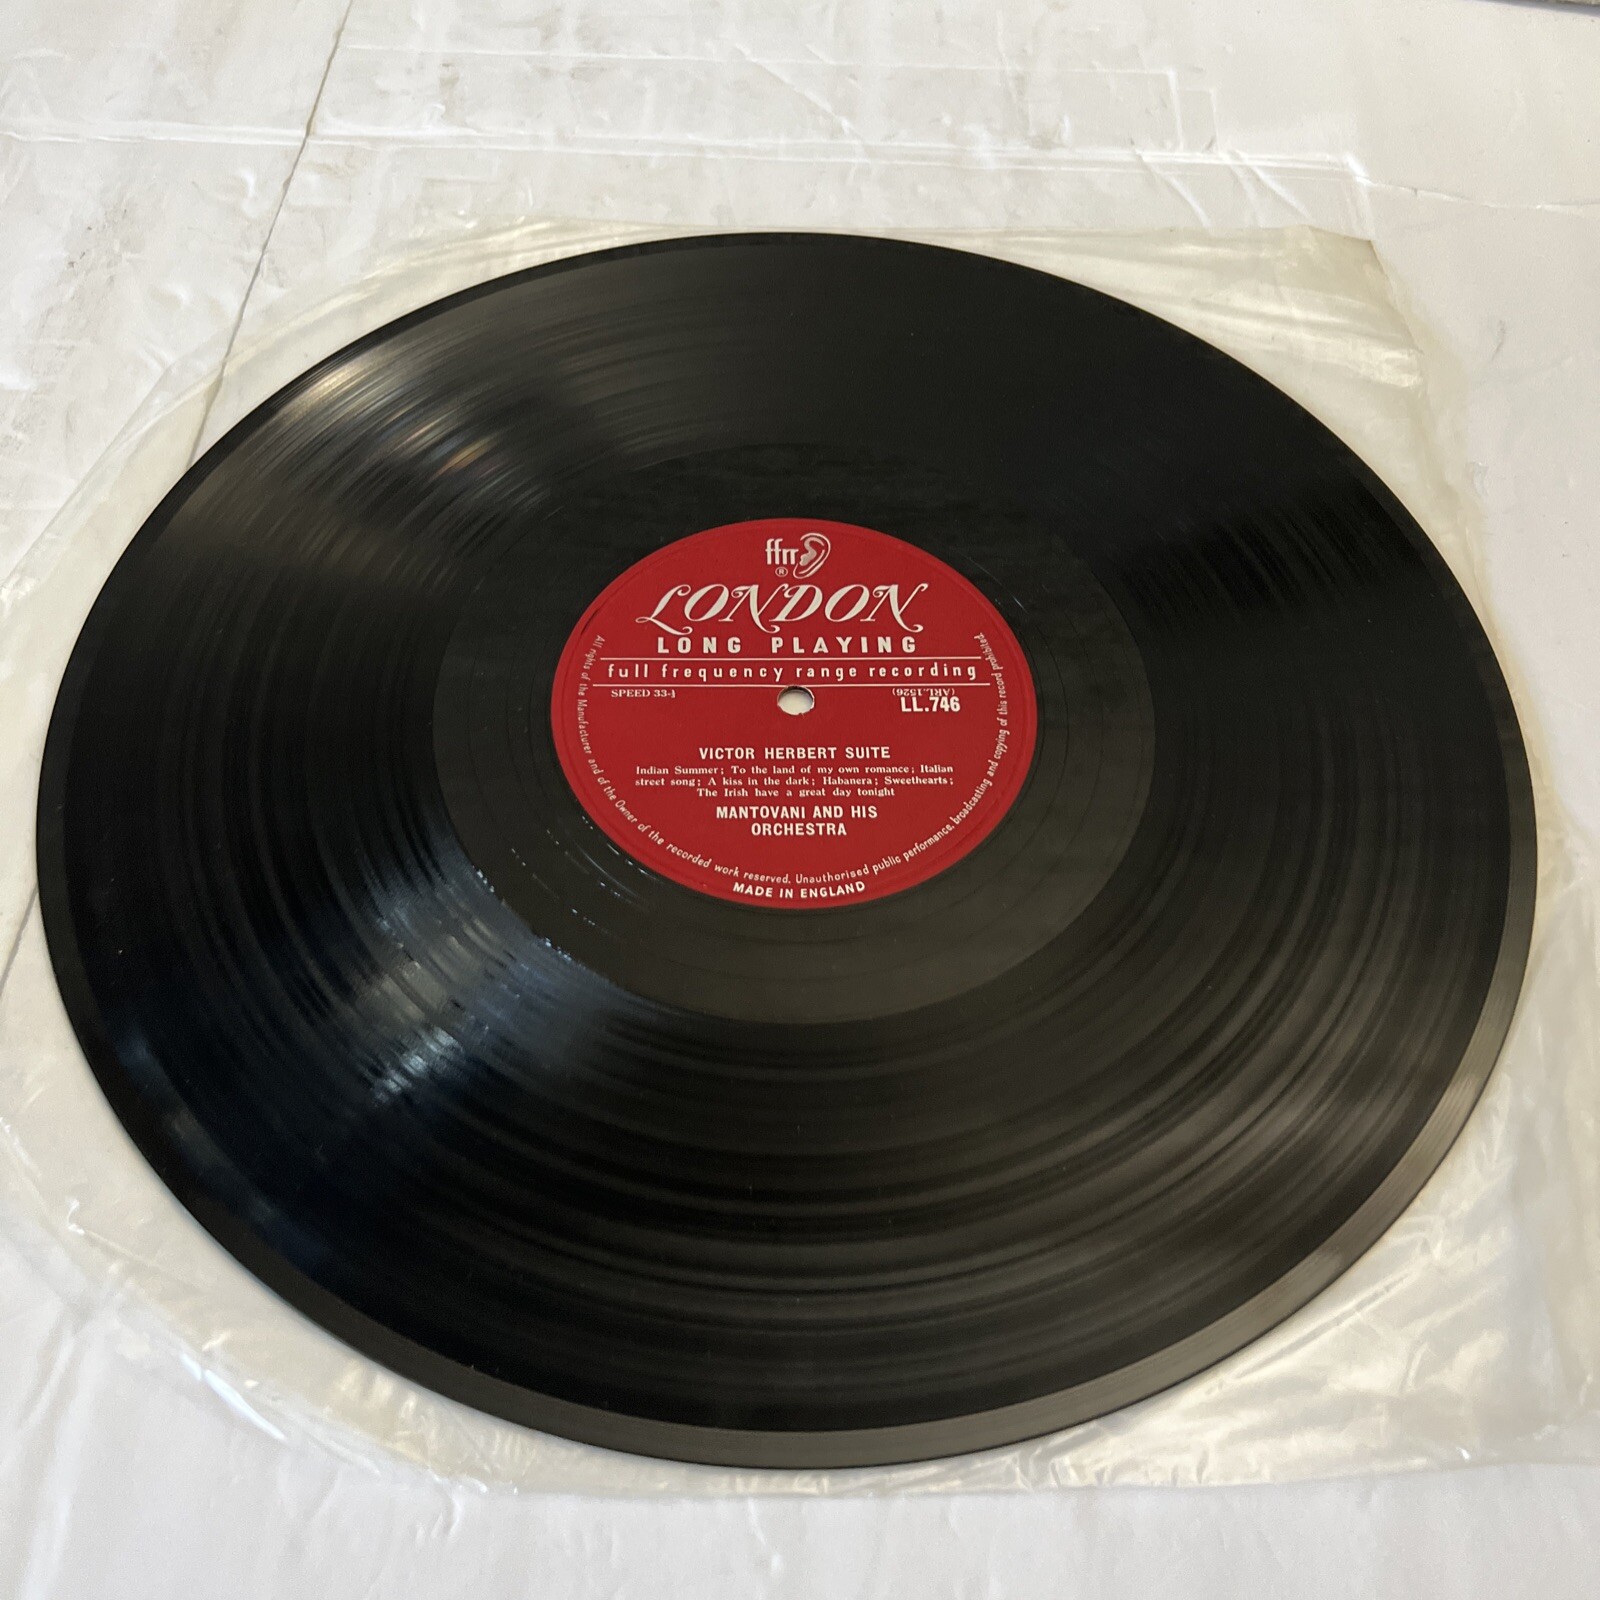 ffrr
®
LONDON
LONG PLAYING
full frequency range recording
SPEED 33-⅓
(ARL.1526)
LL.746
VICTOR HERBERT SUITE
Indian Summer; To the land of my own romance; Italian
street song; A kiss in the dark; Habanera; Sweethearts;
The Irish have a great day tonight
MANTOVANI AND HIS
ORCHESTRA
All rights of the Manufacturer and of the Owner of the recorded work reserved. Unauthorised public performance, broadcasting and copying of this record prohibited.
MADE IN ENGLAND